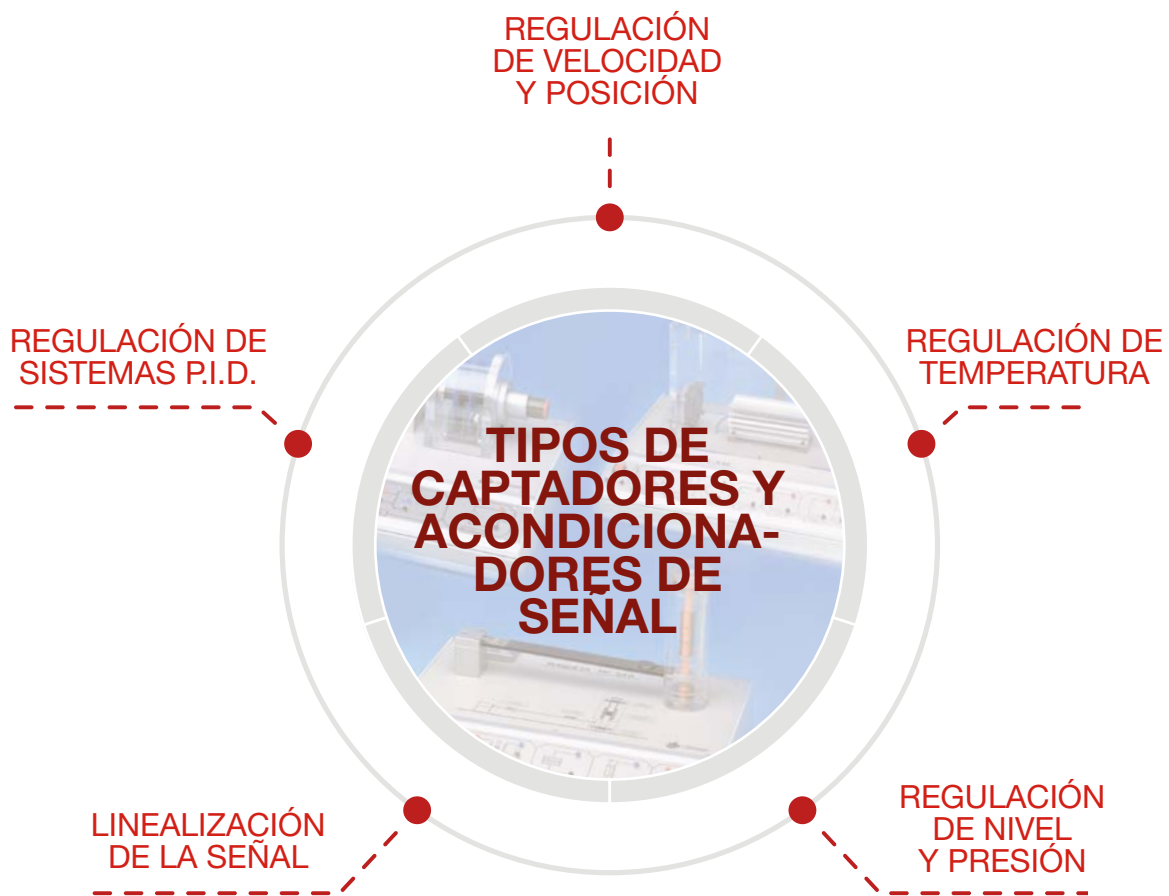 REGULACIÓN
DE VELOCIDAD
Y POSICIÓN
REGULACIÓN DE
SISTEMAS P.I.D.
REGULACIÓN DE
TEMPERATURA
TIPOS DE
CAPTADORES Y
ACONDICIONA-
DORES DE
SEÑAL
LINEALIZACIÓN
DE LA SEÑAL
REGULACIÓN
DE NIVEL
Y PRESIÓN